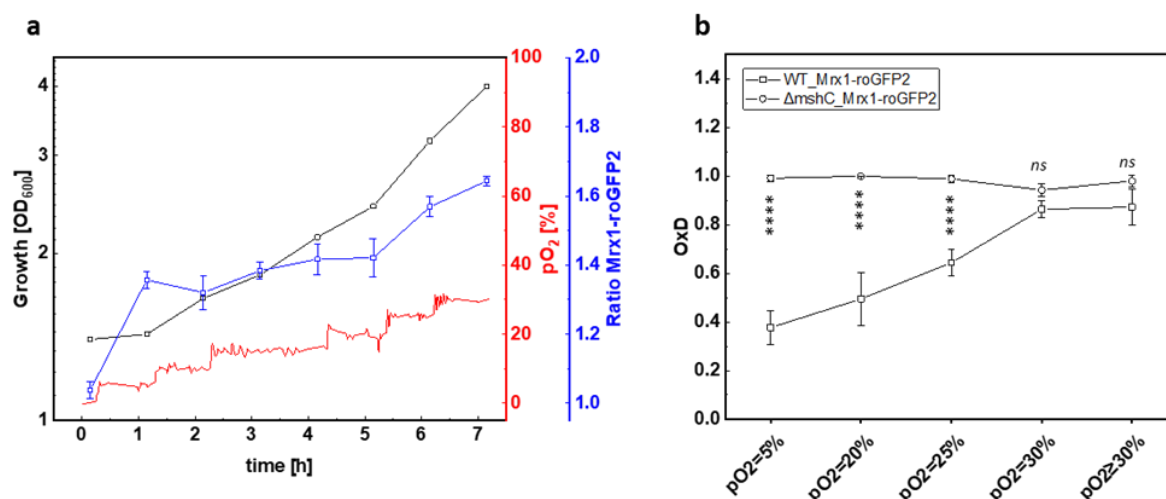 a
Growth [OD600]
4
3
2
1
0 1 2 3 4 5 6 7
time [h]
100
80
60
40
20
0
pO2 [%]
2.0
1.8
1.6
1.4
1.2
1.0
Ratio Mrx1-roGFP2
b
OxD
1.4
1.2
1.0
0.8
0.6
0.4
0.2
0.0
WT_Mrx1-roGFP2
ΔmshC_Mrx1-roGFP2
****
****
****
ns
ns
pO2=5%
pO2=20%
pO2=25%
pO2=30%
pO2≥30%